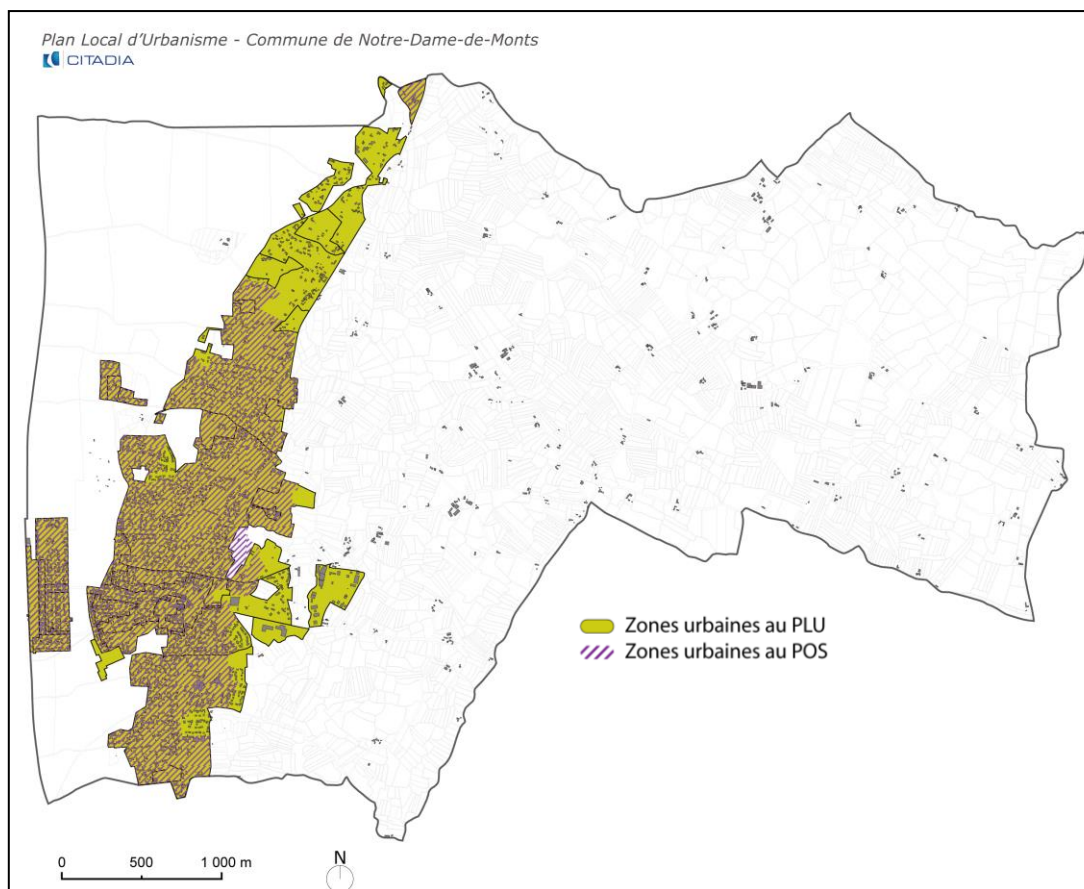 Plan Local d'Urbanisme - Commune de Notre-Dame-de-Monts
CITADIA
Zones urbaines au PLU
Zones urbaines au POS
0 500 1 000 m
N